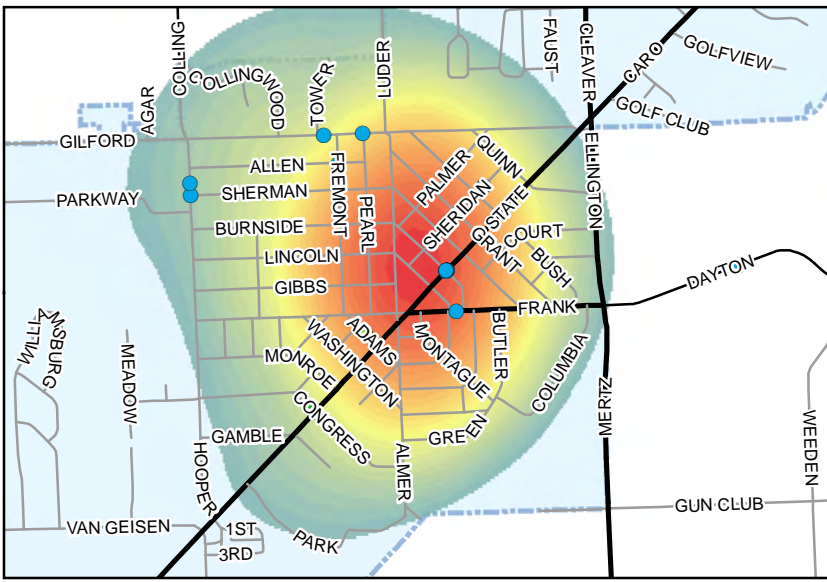 COLLING
COLLINGWOOD
AGAR
TOWER
LUDER
FAUST
CLEAVER
CARO
GOLFVIEW
GOLF CLUB
GILFORD
ALLEN
FREMONT
PALMER
QUINN
ELLINGTON
PARKWAY
SHERMAN
PEARL
SHERIDAN
STATE
BURNSIDE
GRANT
COURT
LINCOLN
BUSH
DAYTON
GIBBS
FRANK
WILLIAMSBURG
MEADOW
ADAMS
WASHINGTON
MONTAGUE
BUTLER
MONROE
COLUMBIA
MERTZ
CONGRESS
WEEDEN
GAMBLE
GREEN
HOOPER
ALMER
GUN CLUB
VAN GEISEN
1ST
PARK
3RD